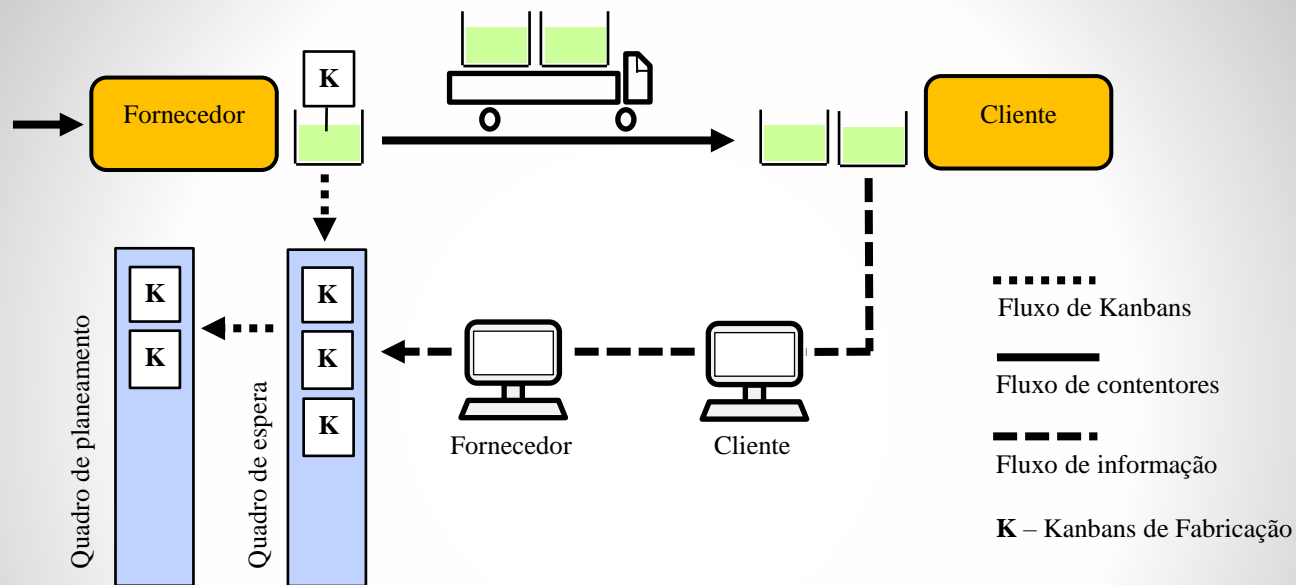 K
Fornecedor
Cliente
Quadro de planeamento
K
K
Quadro de espera
K
K
K
Fornecedor
Cliente
Fluxo de Kanbans
Fluxo de contentores
Fluxo de informação
K – Kanbans de Fabricação